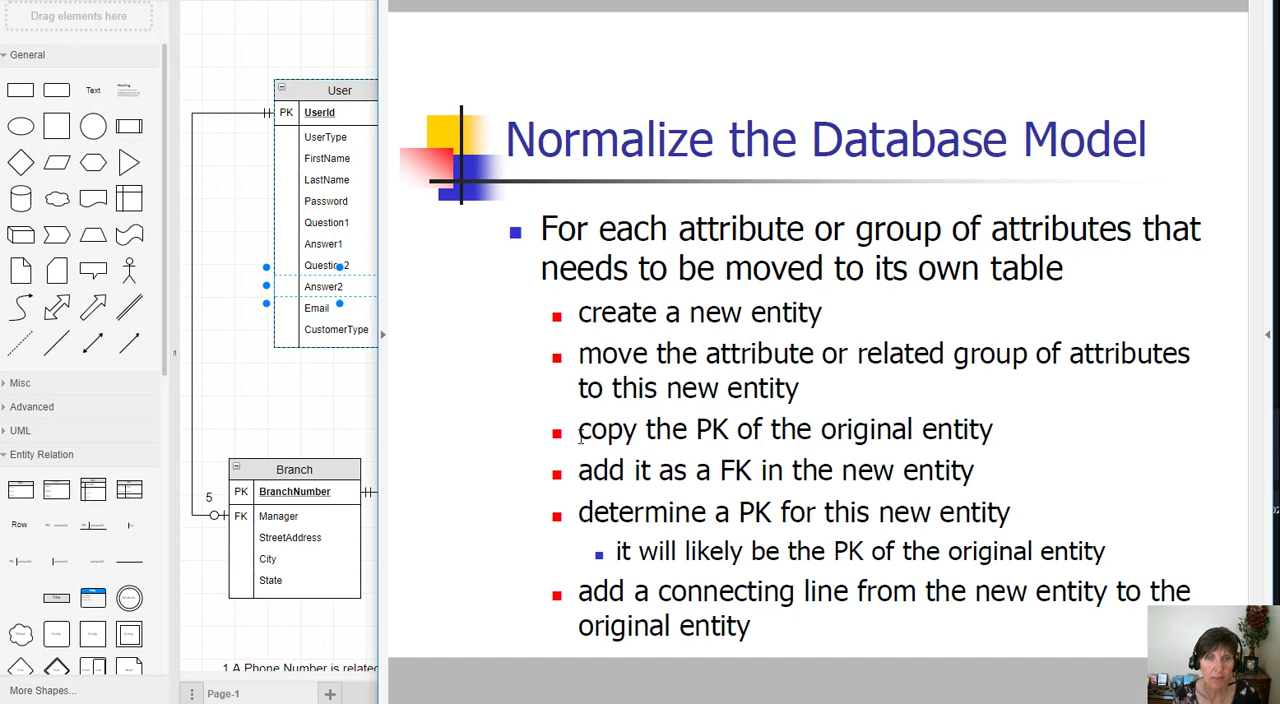 Drag elements here
General
Text
Heading
Misc
Advanced
UML
Entity Relation
Row
Title
More Shapes...
User
PK UserId
UserType
FirstName
LastName
Password
Question1
Answer1
Answer2
Email
CustomerType
Branch
PK BranchNumber
5
FK Manager
StreetAddress
City
State
1 A Phone Number is relate
Page-1
Normalize the Database Model
For each attribute or group of attributes that
needs to be moved to its own table
create a new entity
move the attribute or related group of attributes
to this new entity
copy the PK of the original entity
add it as a FK in the new entity
determine a PK for this new entity
it will likely be the PK of the original entity
add a connecting line from the new entity to the
original entity